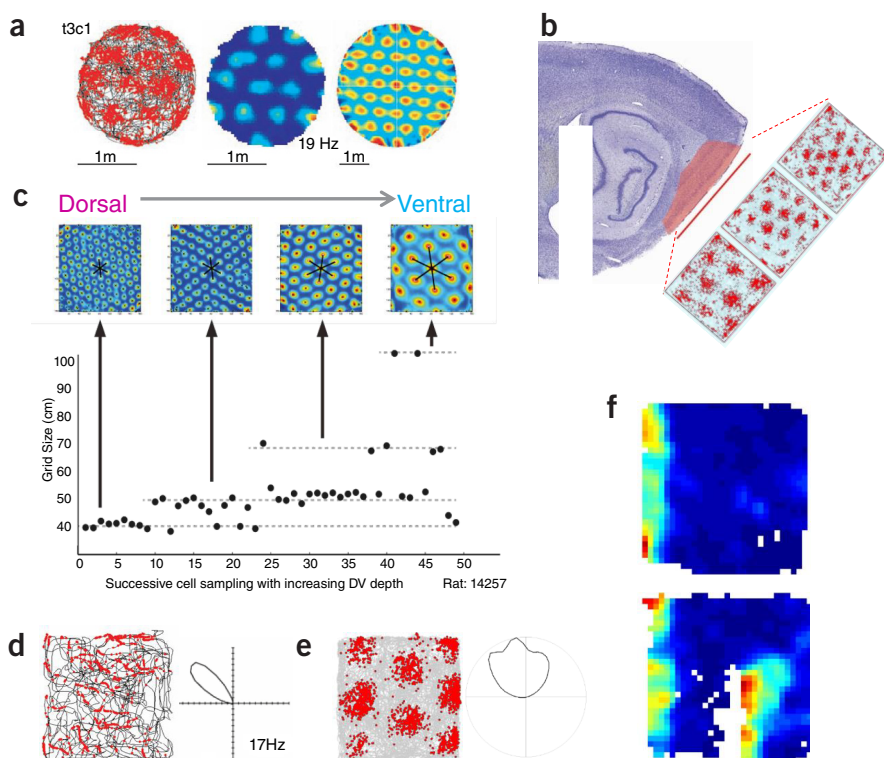 a
t3c1
1m
1m
19 Hz
1m
b
c
Dorsal
Ventral
Grid Size (cm)
100
90
80
70
60
50
40
0 5 10 15 20 25 30 35 40 45 50
Successive cell sampling with increasing DV depth
Rat: 14257
d
17Hz
e
f